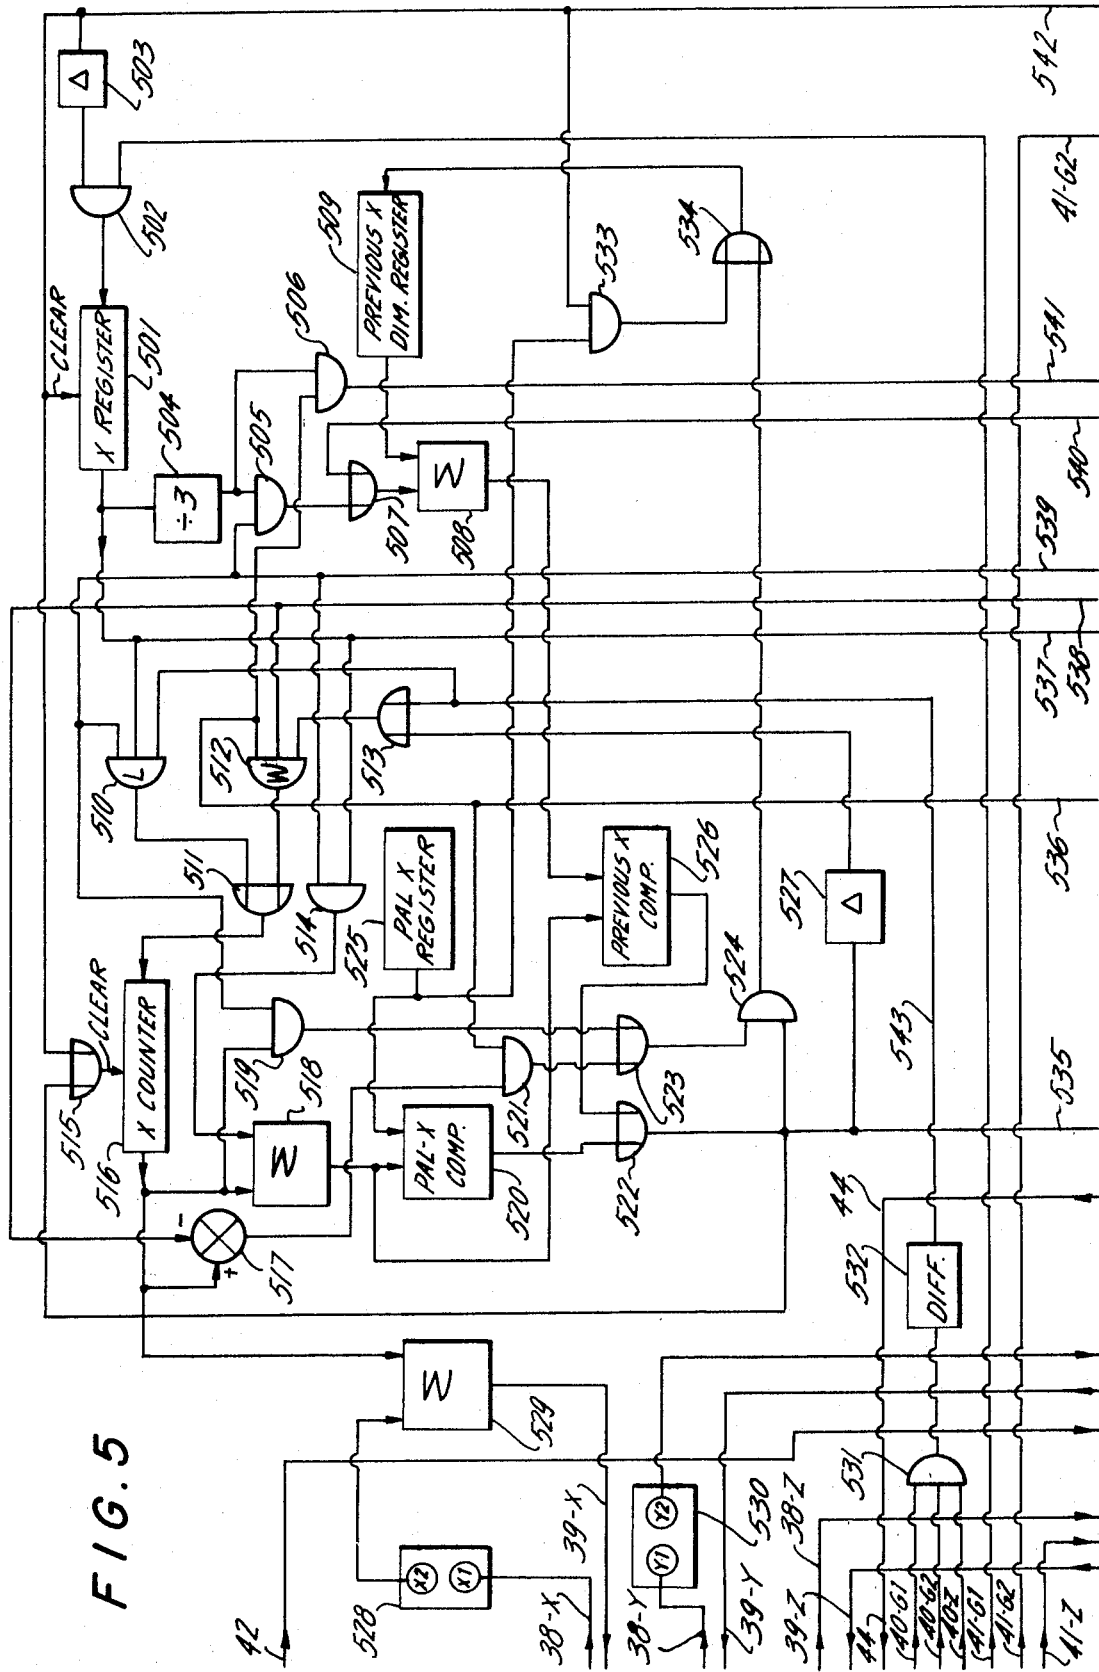 FIG. 5
42
528
X2
X1
38-X
39-X
Σ
529
38-Y
Y1
Y2
530
39-Y
39-Z
38-Z
44
40-G1
40-G2
40-Z
41-G1
41-G2
41-Z
531
DIFF.
532
44
543
535
515
CLEAR
X COUNTER
516
-
+
517
519
Σ
518
PAL-X
COMP.
520
521
522
523
524
Δ
527
536
510
L
511
512
W
513
514
525
PAL X
REGISTER
PREVIOUS X
COMP.
526
537
538
539
540
541
CLEAR
X REGISTER
501
÷3
504
505
506
507
Σ
508
509
PREVIOUS X
DIM. REGISTER
533
534
502
Δ
503
41-G2
542